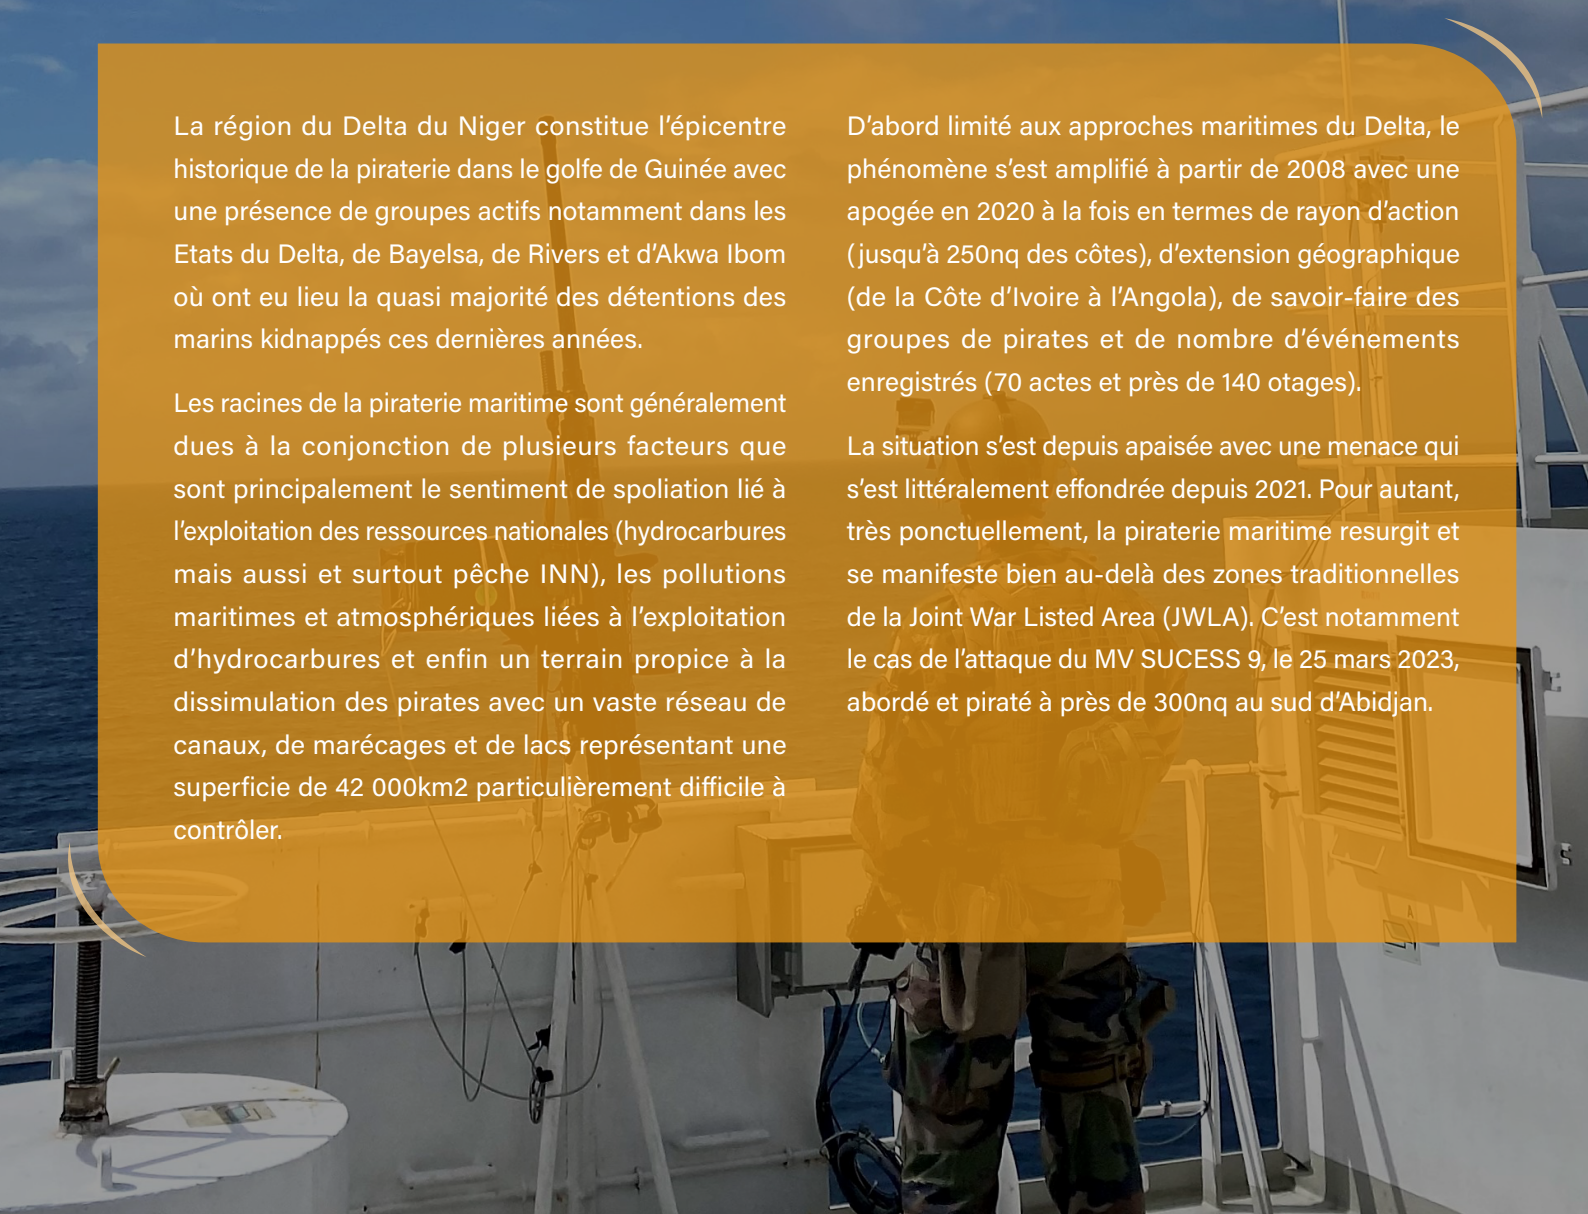 La région du Delta du Niger constitue l’épicentre
historique de la piraterie dans le golfe de Guinée avec
une présence de groupes actifs notamment dans les
Etats du Delta, de Bayelsa, de Rivers et d’Akwa Ibom
où ont eu lieu la quasi majorité des détentions des
marins kidnappés ces dernières années.
Les racines de la piraterie maritime sont généralement
dues à la conjonction de plusieurs facteurs que
sont principalement le sentiment de spoliation lié à
l’exploitation des ressources nationales (hydrocarbures
mais aussi et surtout pêche INN), les pollutions
maritimes et atmosphériques liées à l’exploitation
d’hydrocarbures et enfin un terrain propice à la
dissimulation des pirates avec un vaste réseau de
canaux, de marécages et de lacs représentant une
superficie de 42 000km2 particulièrement difficile à
contrôler.
D’abord limité aux approches maritimes du Delta, le
phénomène s’est amplifié à partir de 2008 avec une
apogée en 2020 à la fois en termes de rayon d’action
(jusqu’à 250nq des côtes), d’extension géographique
(de la Côte d’Ivoire à l’Angola), de savoir-faire des
groupes de pirates et de nombre d’événements
enregistrés (70 actes et près de 140 otages).
La situation s’est depuis apaisée avec une menace qui
s’est littéralement effondrée depuis 2021. Pour autant,
très ponctuellement, la piraterie maritime resurgit et
se manifeste bien au-delà des zones traditionnelles
de la Joint War Listed Area (JWLA). C’est notamment
le cas de l’attaque du MV SUCESS 9, le 25 mars 2023,
abordé et piraté à près de 300nq au sud d’Abidjan.